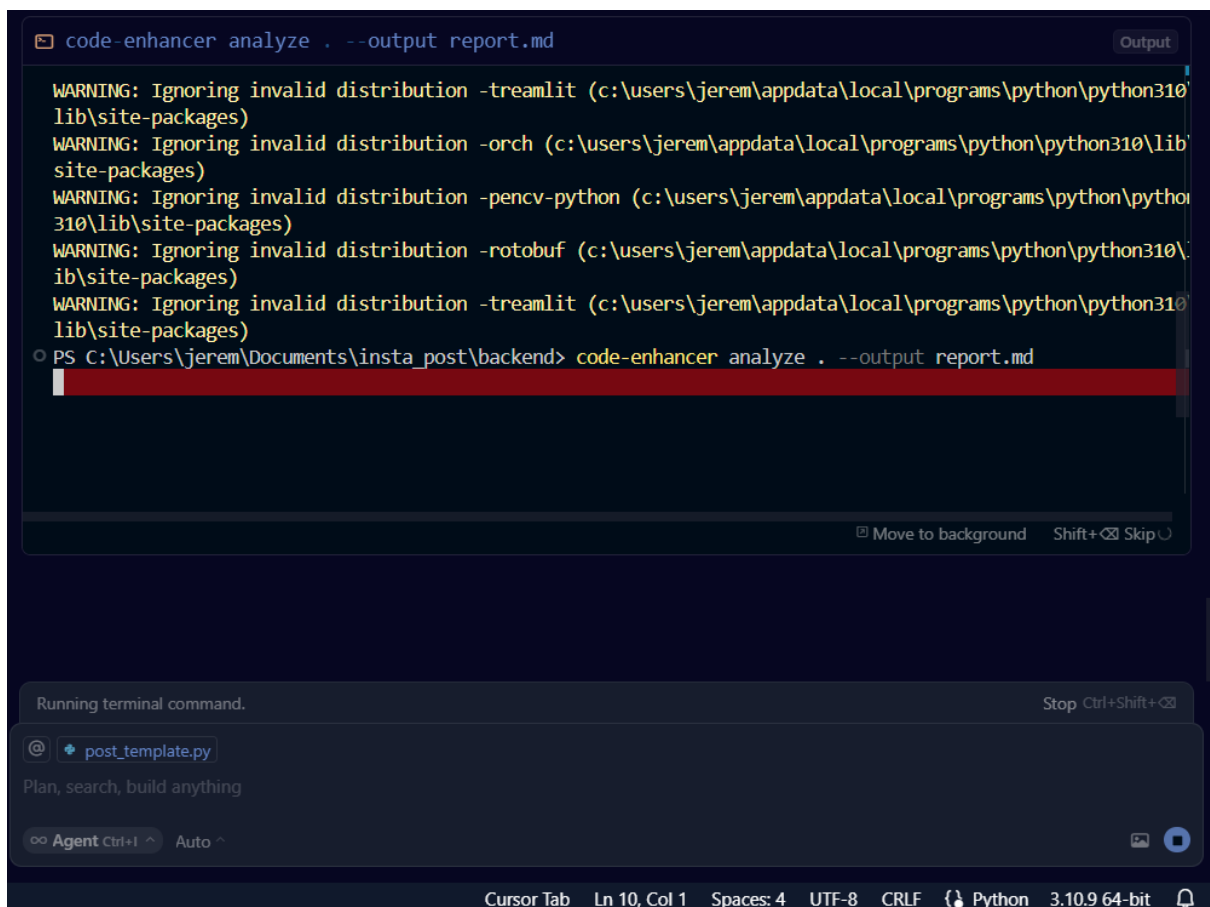 code-enhancer analyze . --output report.md
Output
WARNING: Ignoring invalid distribution -treamlit (c:\users\jerem\appdata\local\programs\python\python310\
lib\site-packages)
WARNING: Ignoring invalid distribution -orch (c:\users\jerem\appdata\local\programs\python\python310\lib\
site-packages)
WARNING: Ignoring invalid distribution -pencv-python (c:\users\jerem\appdata\local\programs\python\python
310\lib\site-packages)
WARNING: Ignoring invalid distribution -rotobuf (c:\users\jerem\appdata\local\programs\python\python310\l
ib\site-packages)
WARNING: Ignoring invalid distribution -treamlit (c:\users\jerem\appdata\local\programs\python\python310\
lib\site-packages)
PS C:\Users\jerem\Documents\insta_post\backend> code-enhancer analyze . --output report.md
Move to background Shift+⌫ Skip
Running terminal command.
Stop Ctrl+Shift+⌫
@ post_template.py
Plan, search, build anything
∞ Agent Ctrl+I ^ Auto ^
Cursor Tab Ln 10, Col 1 Spaces: 4 UTF-8 CRLF { } Python 3.10.9 64-bit